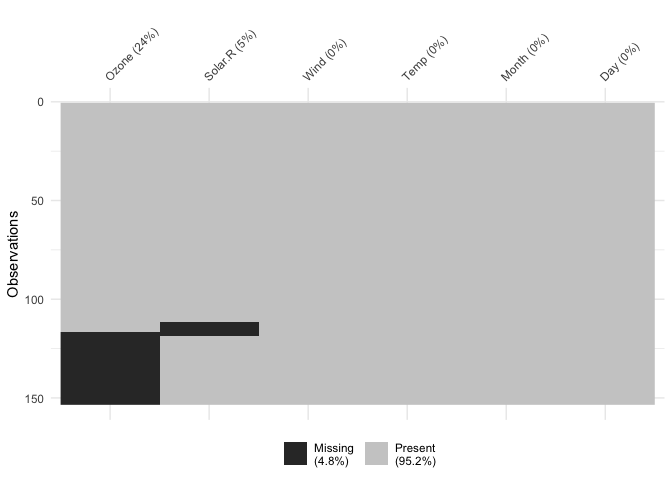 Ozone (24%)
Solar.R (5%)
Wind (0%)
Temp (0%)
Month (0%)
Day (0%)
0
50
100
150
Observations
Missing
(4.8%)
Present
(95.2%)